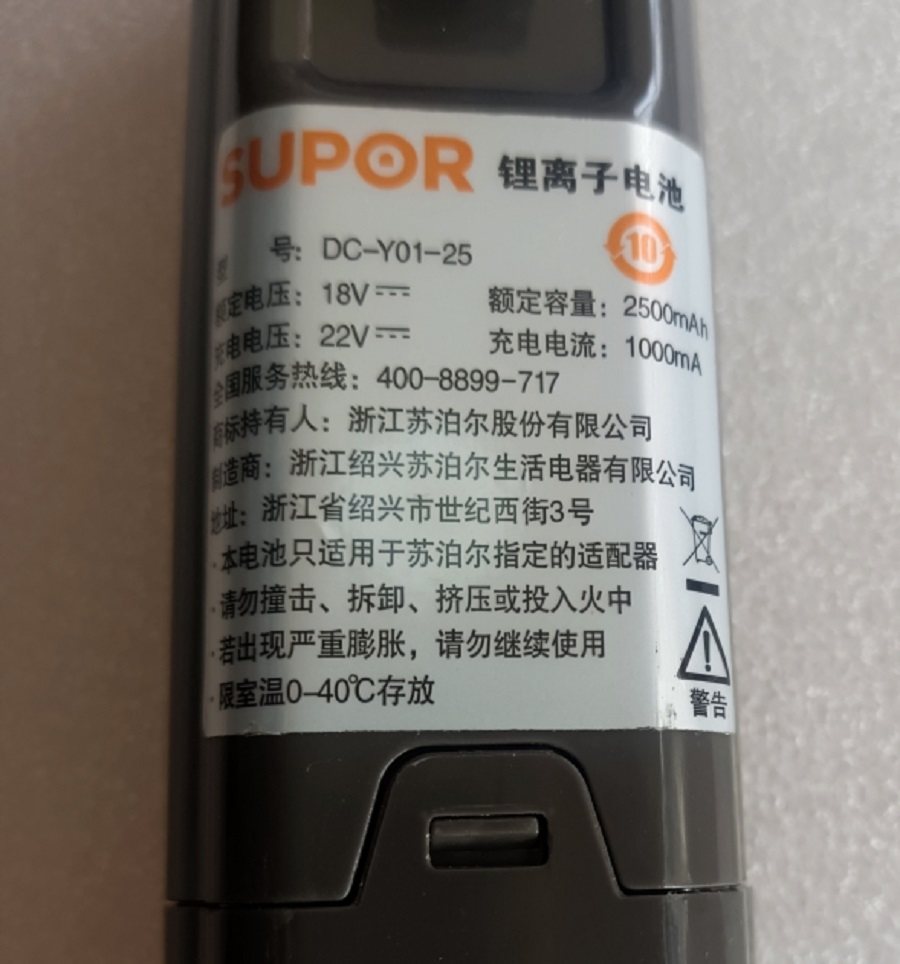 SUPOR 锂离子电池
10
型 号: DC-Y01-25
额定电压: 18V 额定容量: 2500mAh
充电电压: 22V 充电电流: 1000mA
全国服务热线: 400-8899-717
商标持有人: 浙江苏泊尔股份有限公司
制造商: 浙江绍兴苏泊尔生活电器有限公司
地址: 浙江省绍兴市世纪西街3号
·本电池只适用于苏泊尔指定的适配器
·请勿撞击、拆卸、挤压或投入火中
·若出现严重膨胀，请勿继续使用
·限室温0-40℃存放
警告